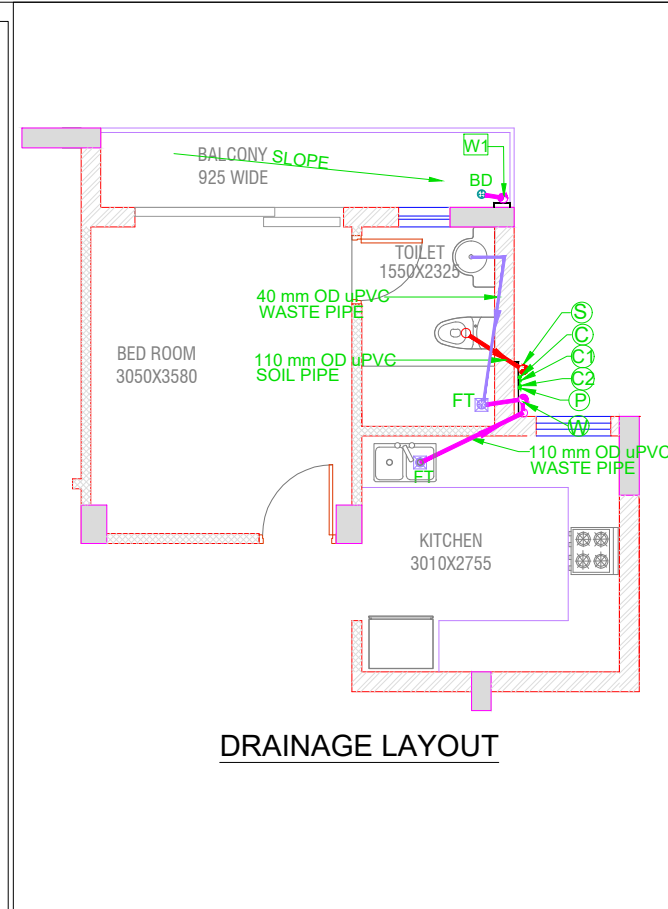 W1
BALCONY SLOPE
925 WIDE
BD
TOILET
1550X2325
40 mm OD uPVC
WASTE PIPE
S
C
C1
C2
P
W
BED ROOM
3050X3580
110 mm OD uPVC
SOIL PIPE
FT
110 mm OD uPVC
WASTE PIPE
FT
KITCHEN
3010X2755
DRAINAGE LAYOUT